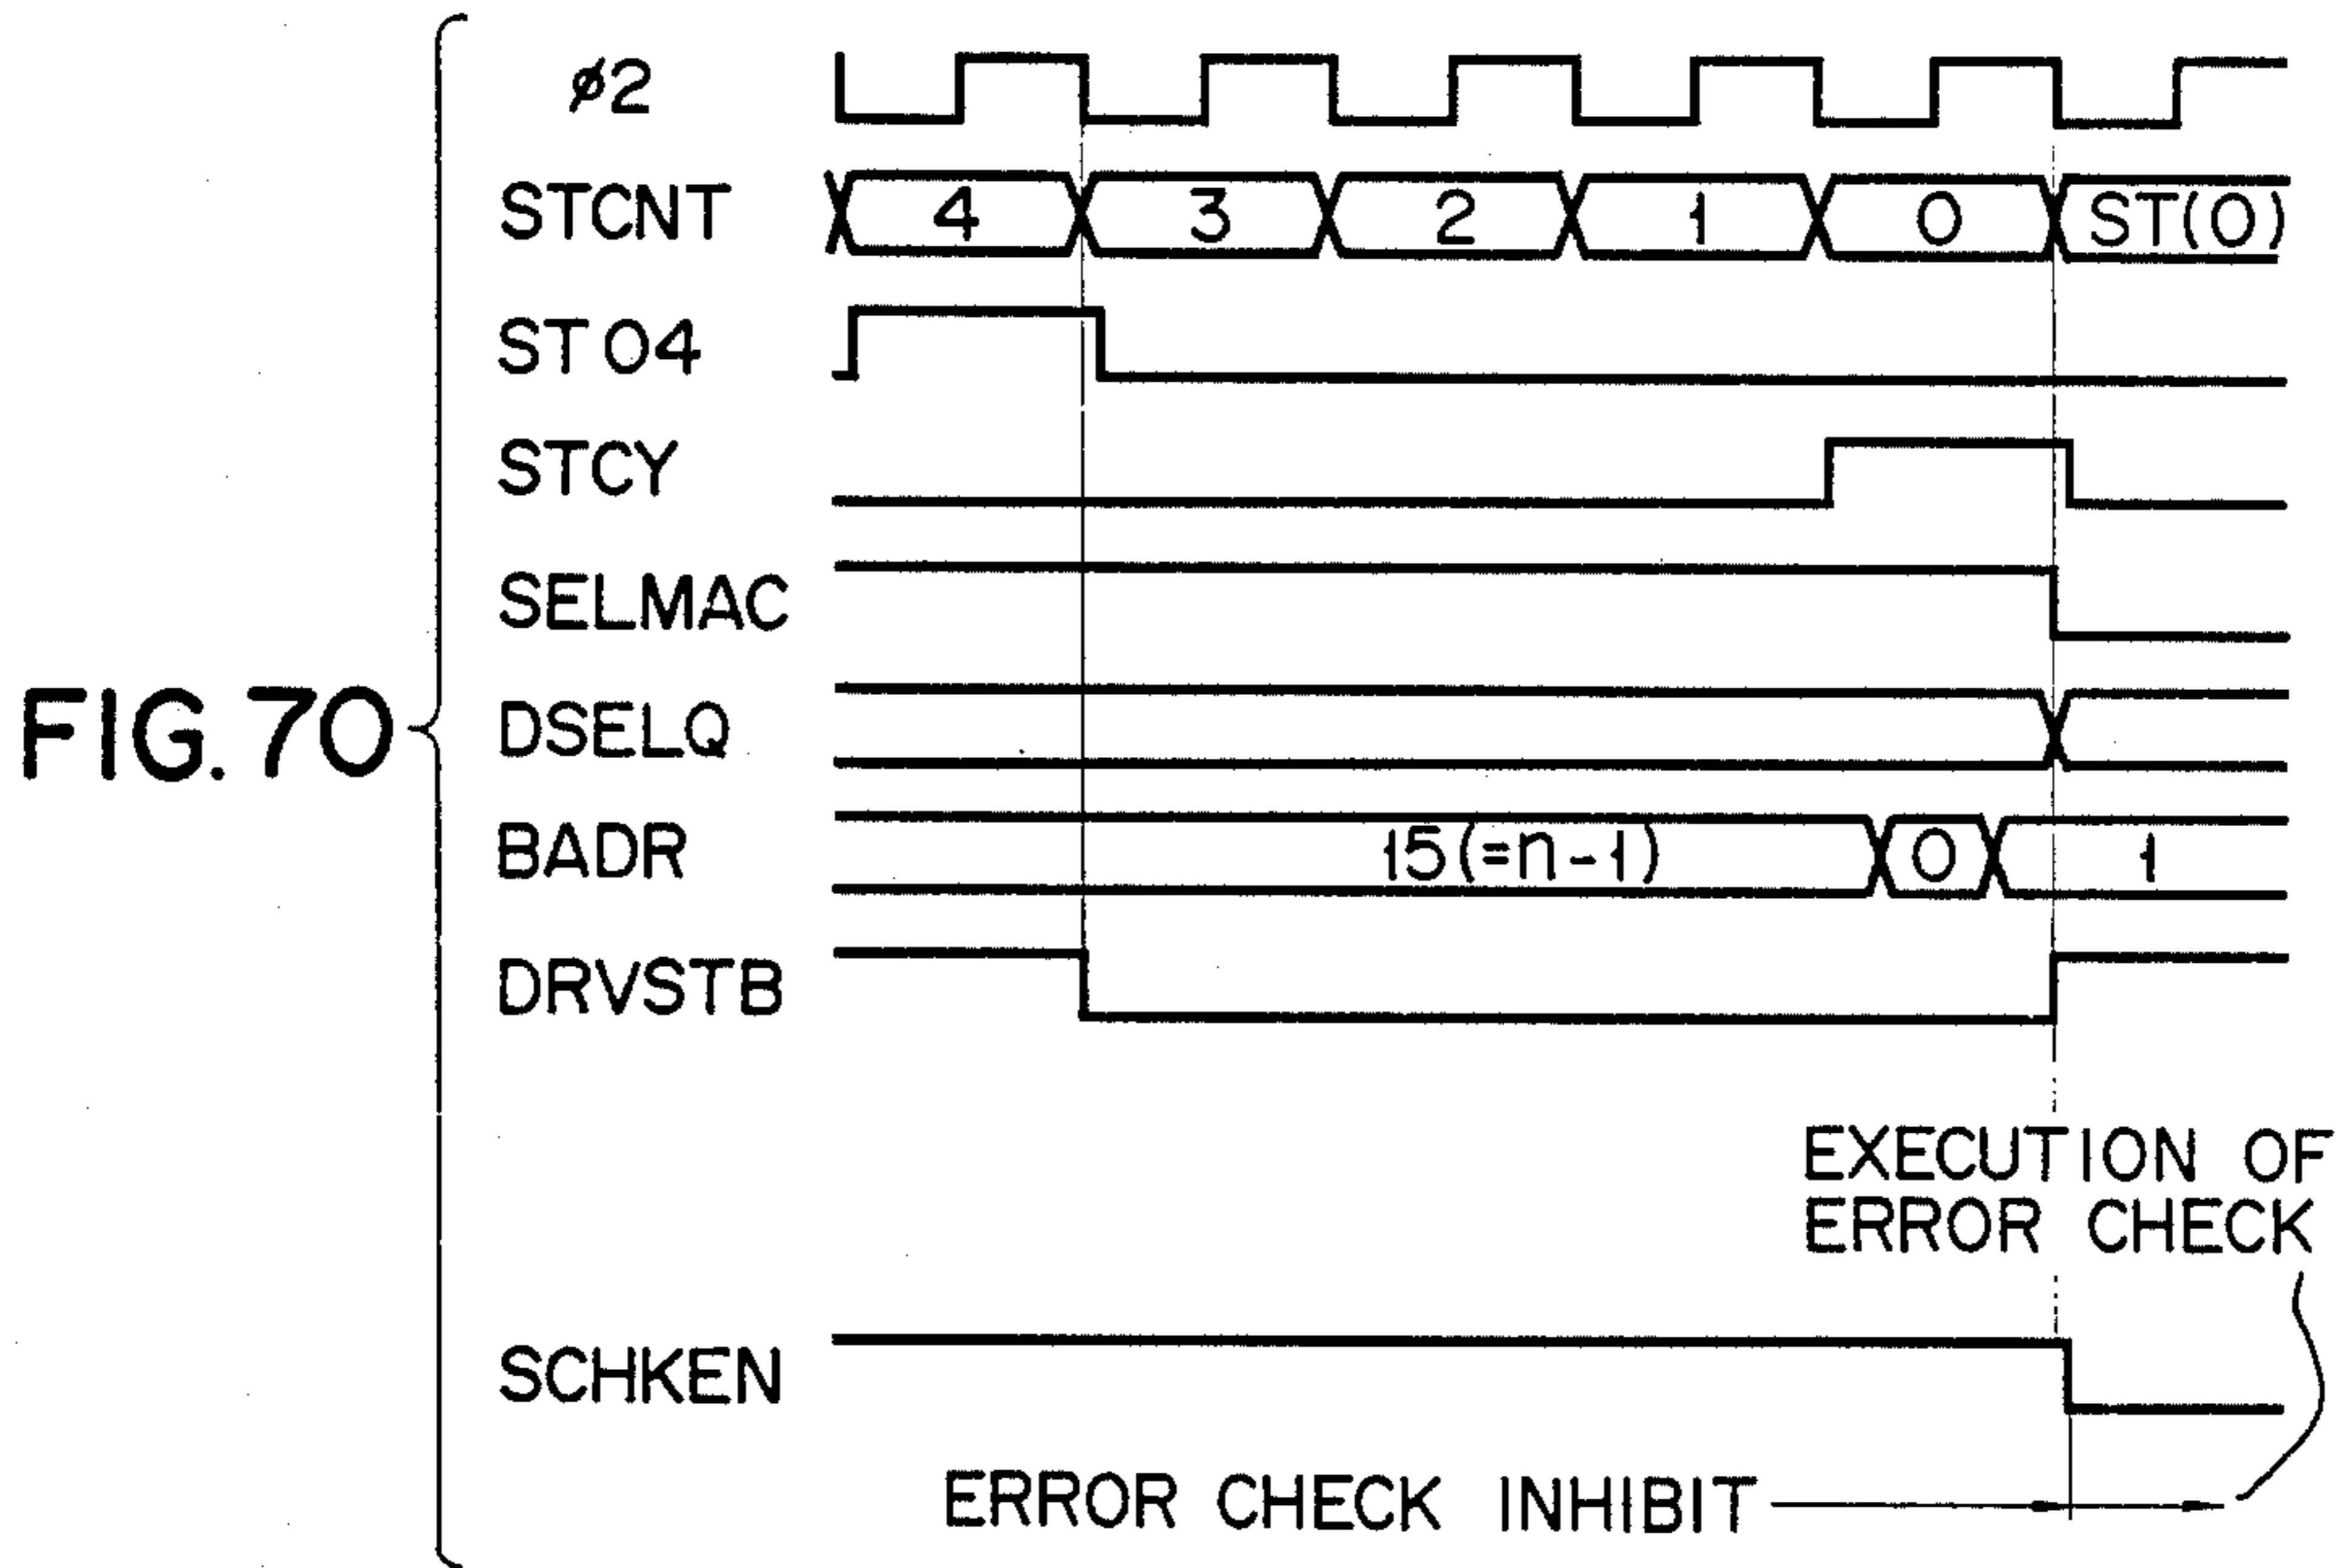 FIG. 70
ø2
STCNT 4 3 2 1 0 ST(0)
ST04
STCY
SELMAC
DSELQ
BADR 15(=n-1) 0 1
DRVSTB
EXECUTION OF
ERROR CHECK
SCHKEN
ERROR CHECK INHIBIT